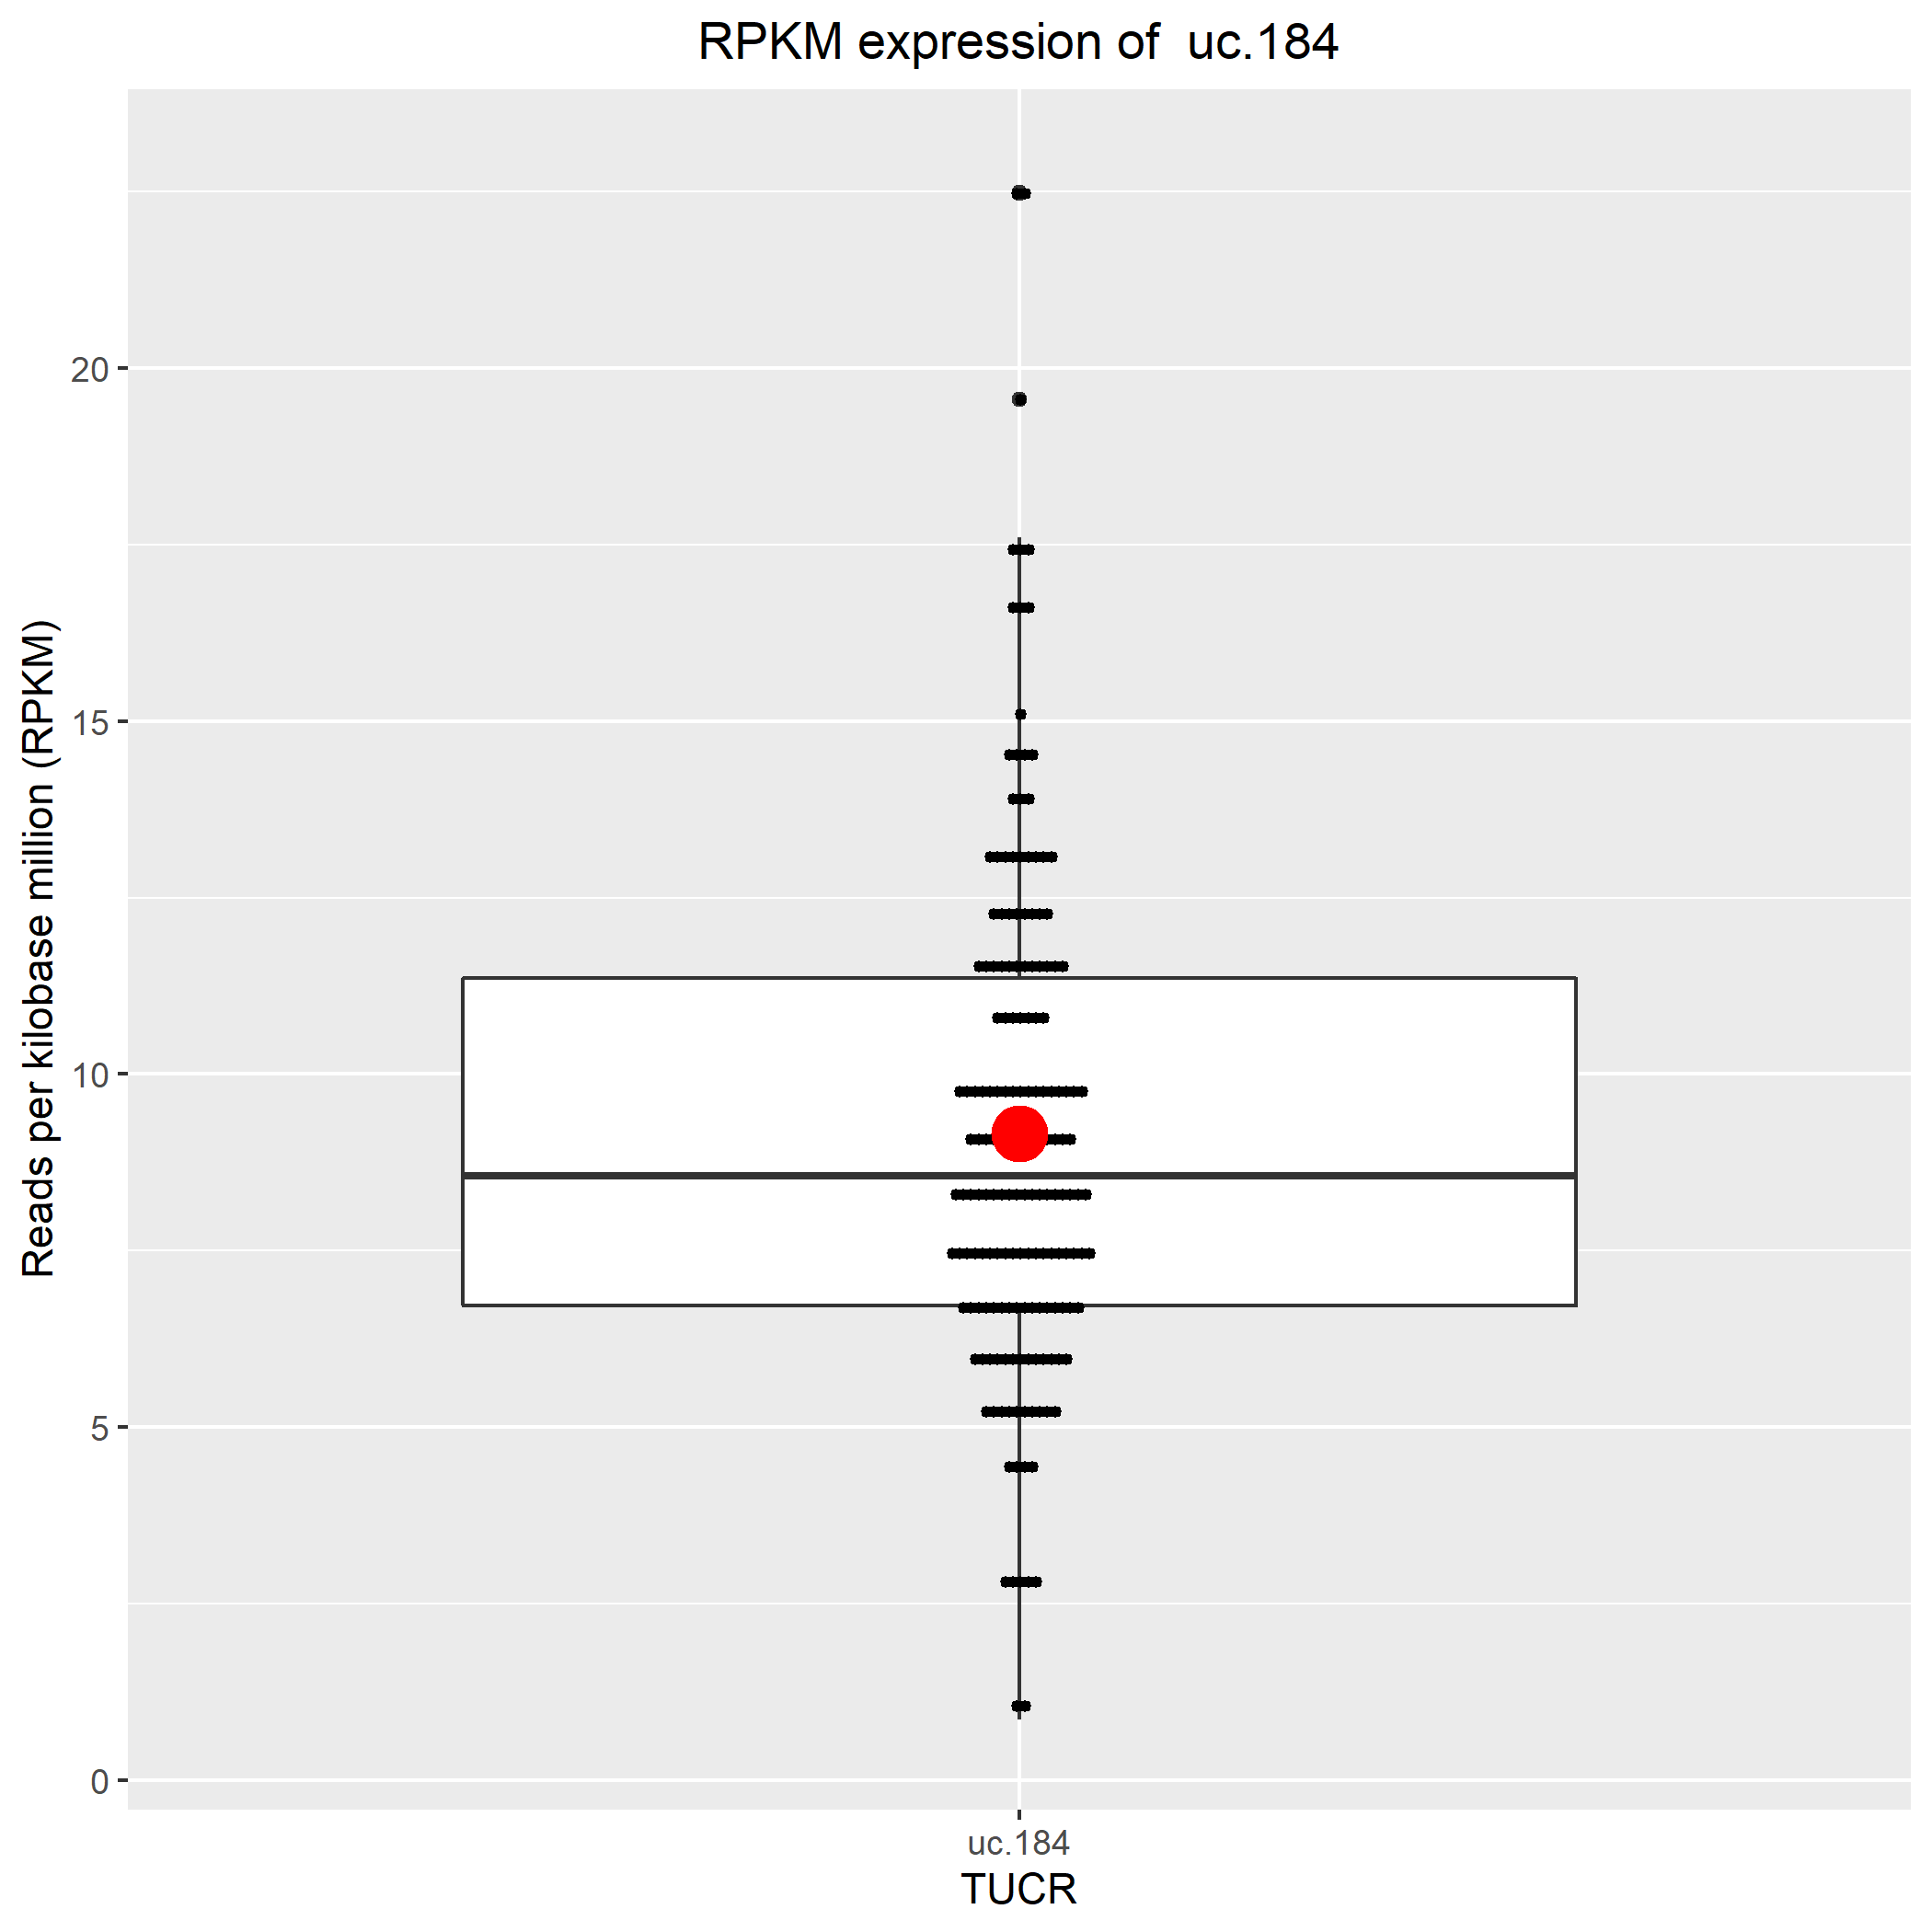 RPKM expression of  uc.184
Reads per kilobase million (RPKM)
20
15
10
5
0
uc.184
TUCR